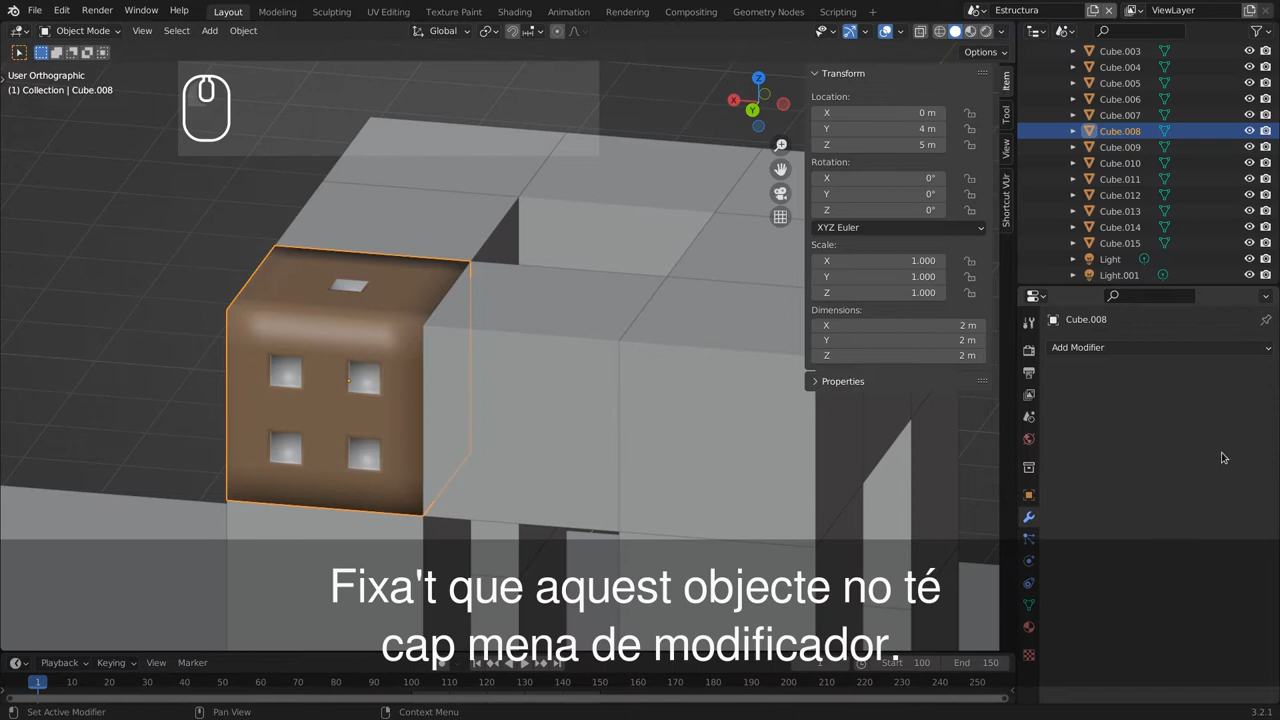 File Edit Render Window Help Layout Modeling Sculpting UV Editing Texture Paint Shading Animation Rendering Compositing Geometry Nodes Scripting + Estructura ViewLayer
Object Mode View Select Add Object Global
Options
User Orthographic
(1) Collection | Cube.008
X
Y
Z
Item
Tool
View
Shortcut VUr
Transform
Location:
X 0 m
Y 4 m
Z 5 m
Rotation:
X 0°
Y 0°
Z 0°
XYZ Euler
Scale:
X 1.000
Y 1.000
Z 1.000
Dimensions:
X 2 m
Y 2 m
Z 2 m
Properties
Cube.003
Cube.004
Cube.005
Cube.006
Cube.007
Cube.008
Cube.009
Cube.010
Cube.011
Cube.012
Cube.013
Cube.014
Cube.015
Light
Light.001
Cube.008
Add Modifier
Fixa't que aquest objecte no té
cap mena de modificador.
Playback Keying View Marker 1 Start 100 End 150
1 10 20 30 40 50 60 70 80 90 100 110 120 130 140 150 160 170 180 190 200 210 220 230 240 250
Set Active Modifier Pan View Context Menu 3.2.1